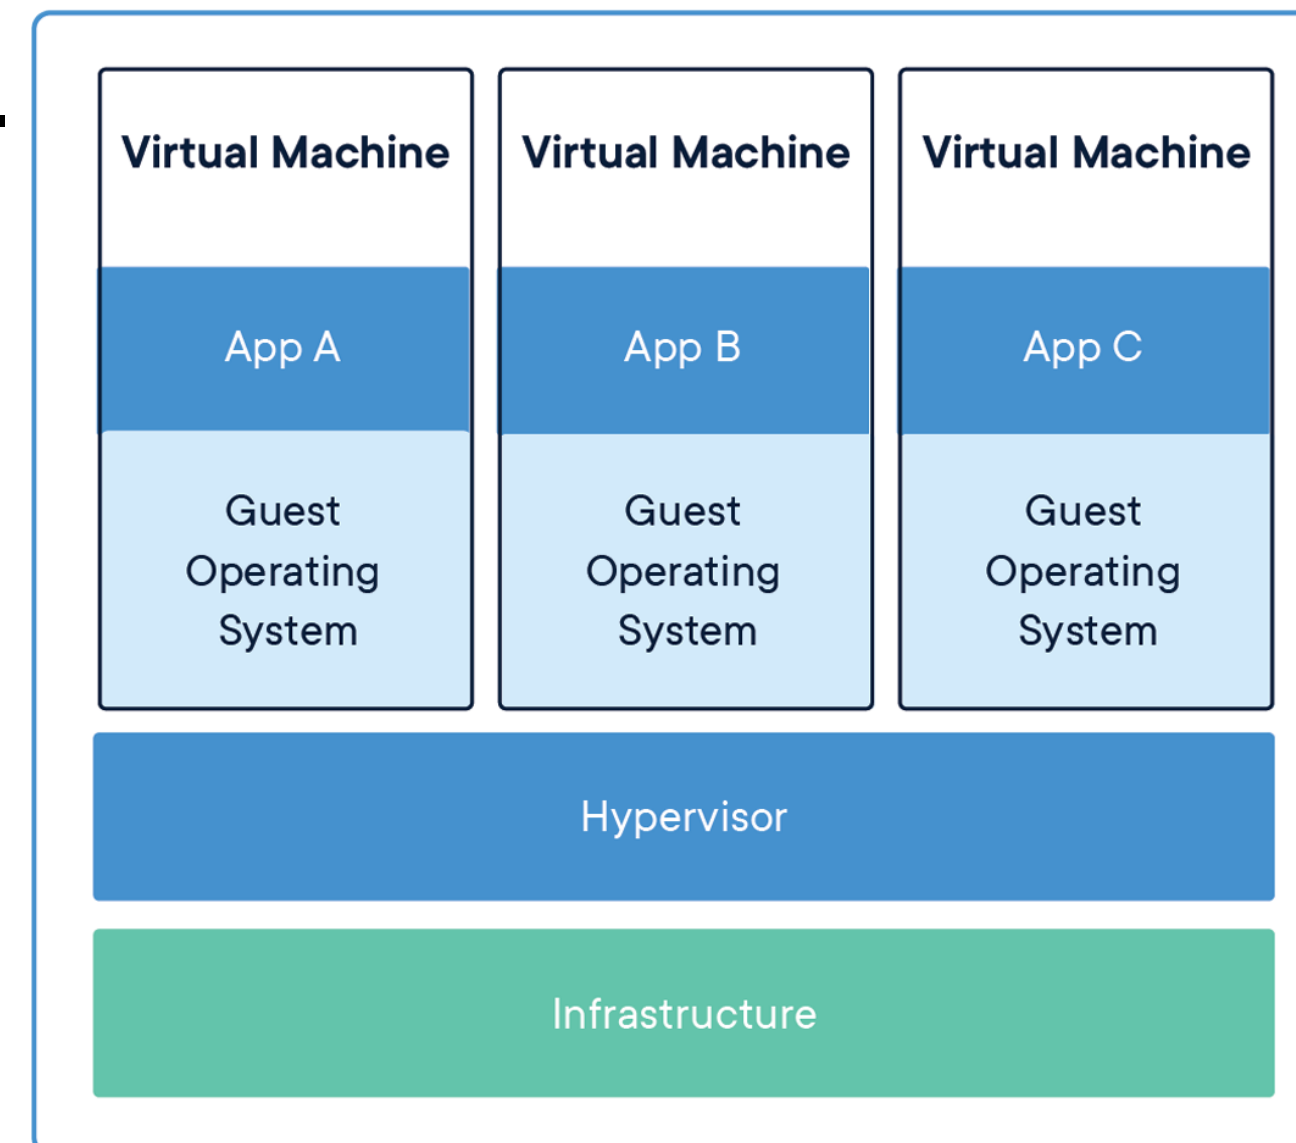 Virtual Machine
Virtual Machine
Virtual Machine
App A
App B
App C
Guest
Operating
System
Guest
Operating
System
Guest
Operating
System
Hypervisor
Infrastructure